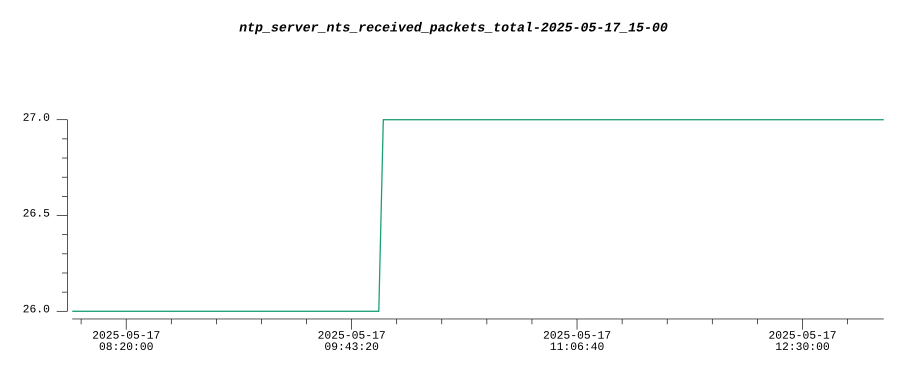 ntp_server_nts_received_packets_total-2025-05-17_15-00
27.0
26.5
26.0
2025-05-17 2025-05-17 2025-05-17 2025-05-17
08:20:00 09:43:20 11:06:40 12:30:00